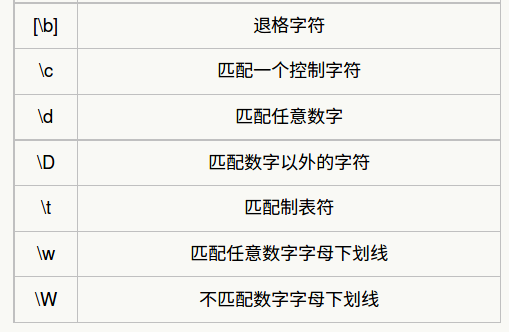 [\b] 退格字符
\c 匹配一个控制字符
\d 匹配任意数字
\D 匹配数字以外的字符
\t 匹配制表符
\w 匹配任意数字字母下划线
\W 不匹配数字字母下划线